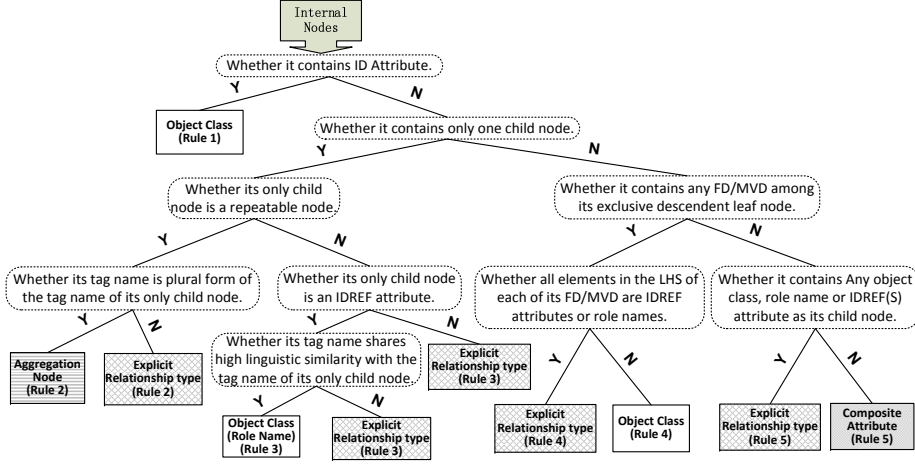 Internal
Nodes
Whether it contains ID Attribute.
Y
N
Object Class
(Rule 1)
Whether it contains only one child node.
Y
N
Whether its only child
node is a repeatable node.
Whether it contains any FD/MVD among
its exclusive descendent leaf node.
Y
N
Y
N
Whether its tag name is plural form of
the tag name of its only child node.
Whether its only child node
is an IDREF attribute.
Whether all elements in the LHS of
each of its FD/MVD are IDREF
attributes or role names.
Whether it contains Any object
class, role name or IDREF(S)
attribute as its child node.
Y
N
Y
N
Y
N
Y
N
Aggregation
Node
(Rule 2)
Explicit
Relationship type
(Rule 2)
Whether its tag name shares
high linguistic similarity with the
tag name of its only child node.
Explicit
Relationship type
(Rule 3)
Y
N
Object Class
(Role Name)
(Rule 3)
Explicit
Relationship type
(Rule 3)
Explicit
Relationship type
(Rule 4)
Object Class
(Rule 4)
Explicit
Relationship type
(Rule 5)
Composite
Attribute
(Rule 5)